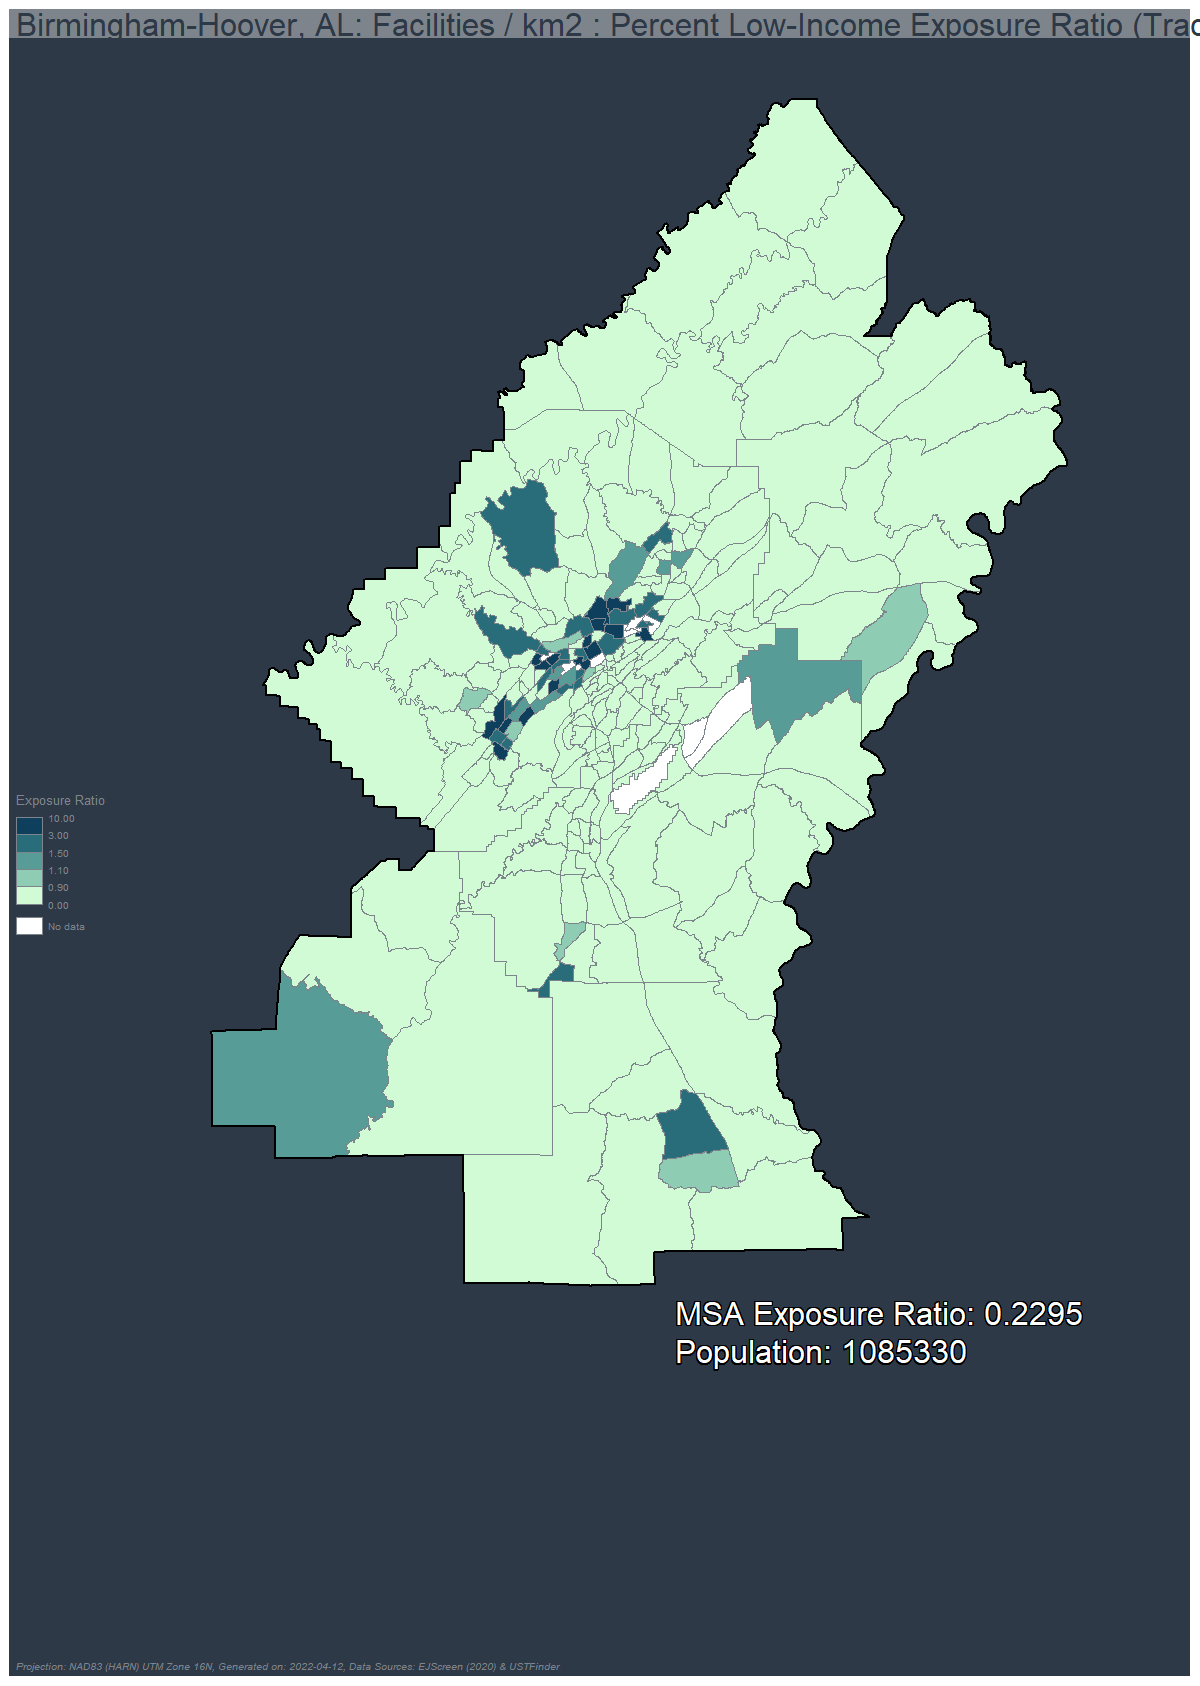 Birmingham-Hoover, AL: Facilities / km2 : Percent Low-Income Exposure Ratio (Trac
Exposure Ratio
10.00
3.00
1.50
1.10
0.90
0.00
No data
MSA Exposure Ratio: 0.2295
Population: 1085330
Projection: NAD83 (HARN) UTM Zone 16N, Generated on: 2022-04-12, Data Sources: EJScreen (2020) & USTFinder